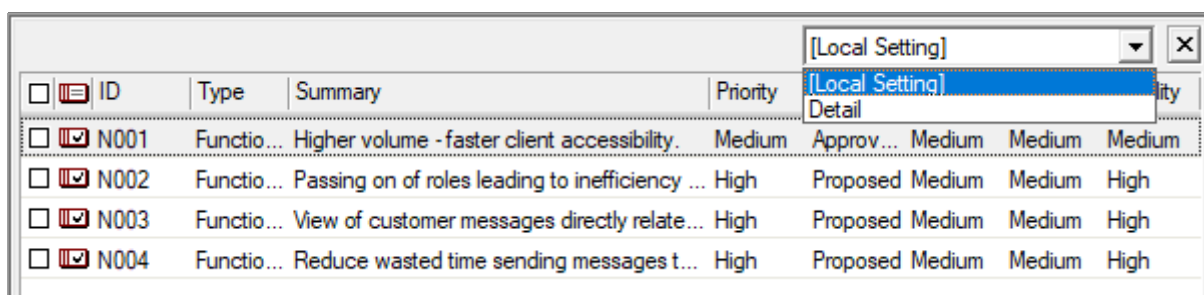 [Local Setting]
ID Type Summary Priority [Local Setting] lity
Detail
N001 Functio... Higher volume - faster client accessibility. Medium Approv... Medium Medium Medium
N002 Functio... Passing on of roles leading to inefficiency ... High Proposed Medium Medium High
N003 Functio... View of customer messages directly relate... High Proposed Medium Medium High
N004 Functio... Reduce wasted time sending messages t... High Proposed Medium Medium High